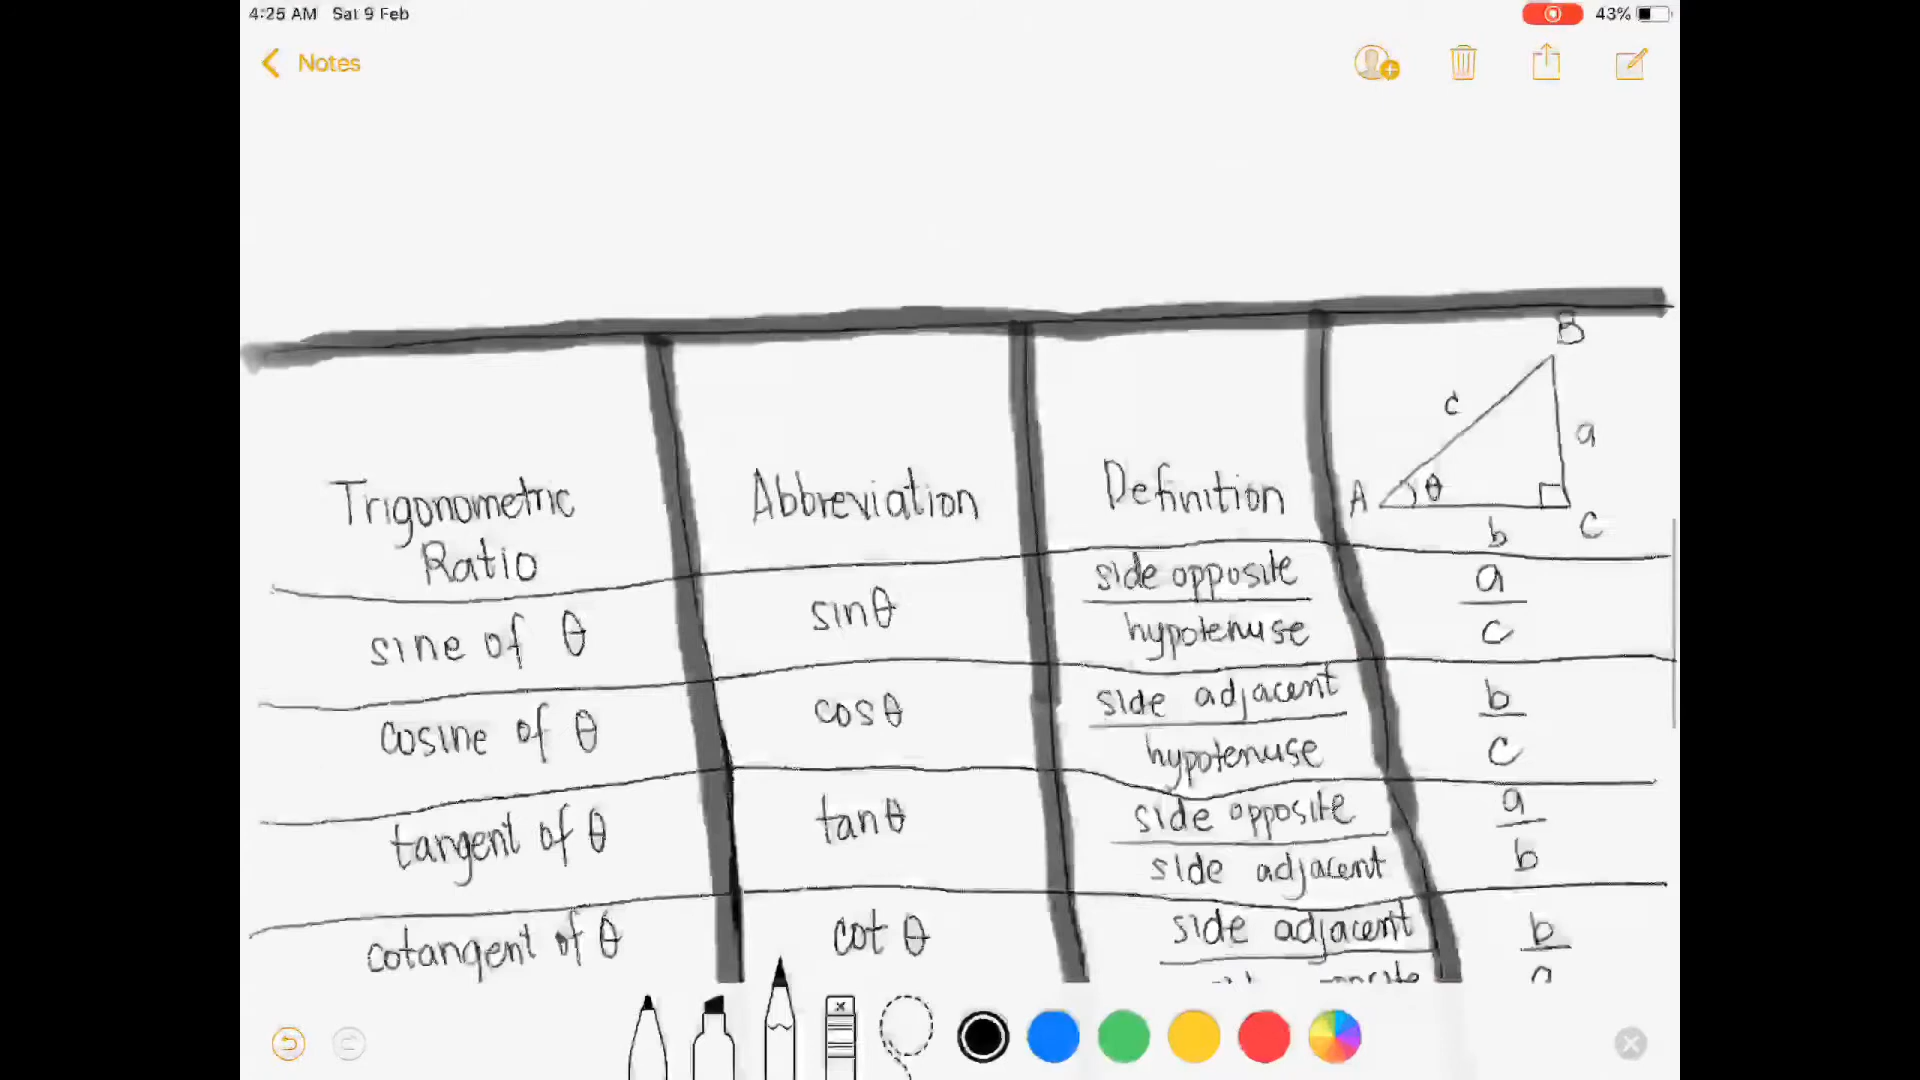 4:25 AM Sat 9 Feb
43%
Notes
B
c
a
A θ
b
C
Trigonometric
Ratio
Abbreviation
Definition
sine of θ
sinθ
side opposite
hypotenuse
a
c
cosine of θ
cosθ
side adjacent
hypotenuse
b
c
tangent of θ
tanθ
side opposite
side adjacent
a
b
cotangent of θ
cot θ
side adjacent
b